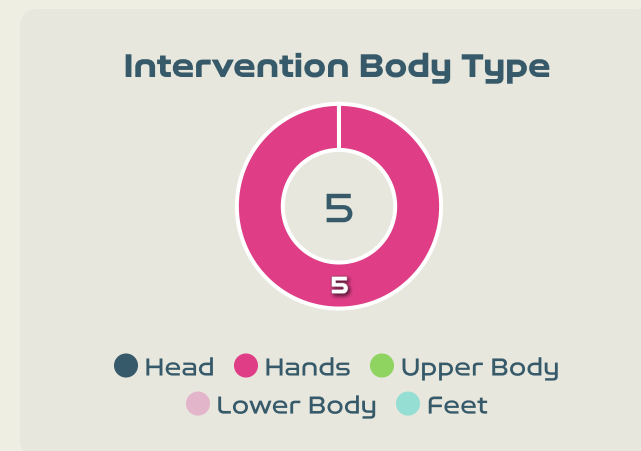 Intervention Body Type
5
5
Head Hands Upper Body
Lower Body Feet